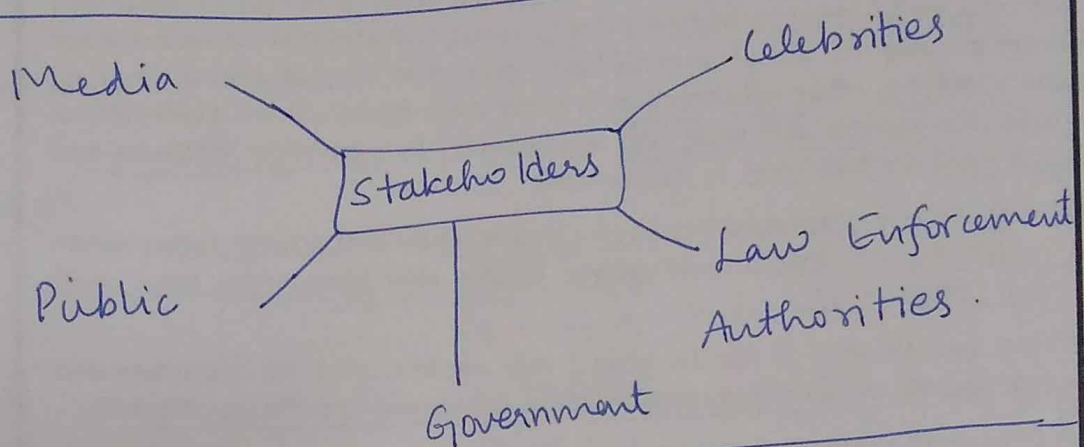 Celebrities
Media
Stakeholders
Law Enforcement
Authorities.
Public
Government